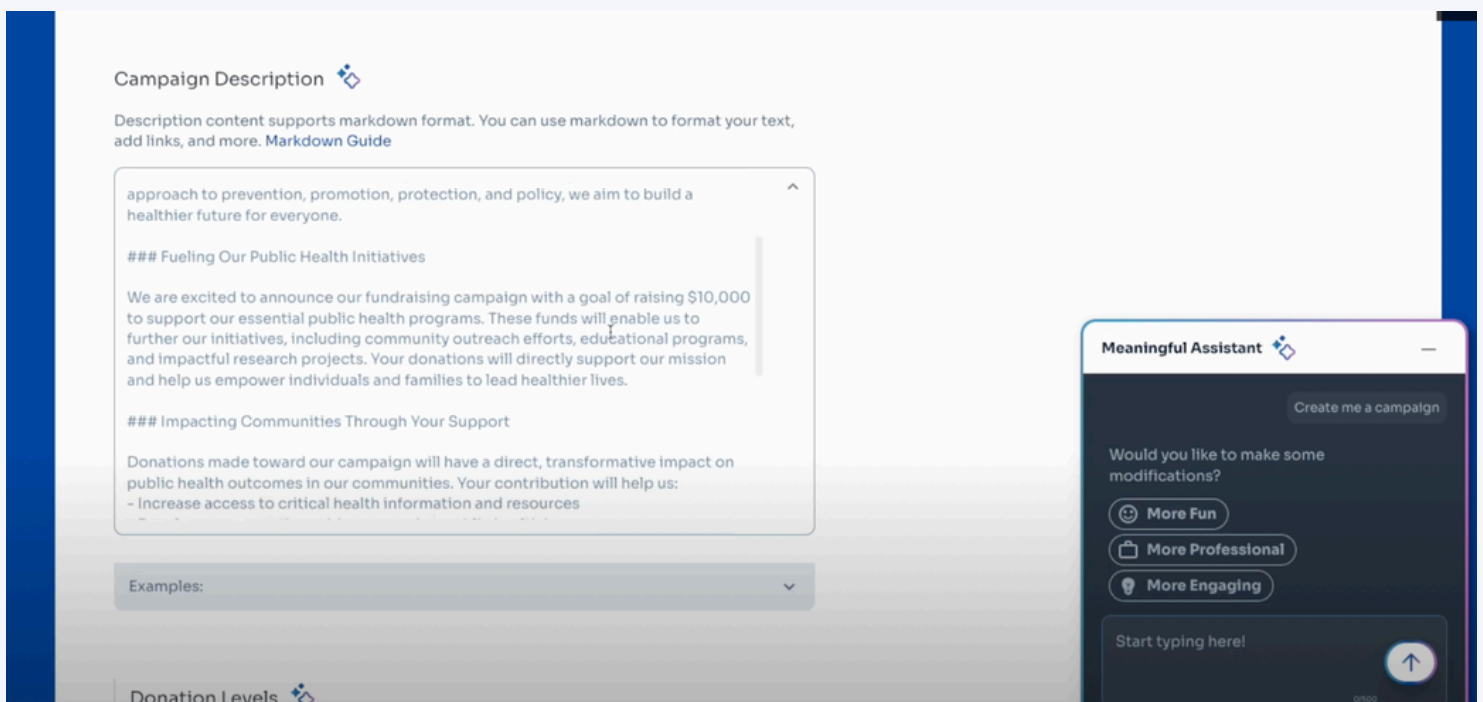 Campaign Description
Description content supports markdown format. You can use markdown to format your text,
add links, and more. Markdown Guide
approach to prevention, promotion, protection, and policy, we aim to build a
healthier future for everyone.
### Fueling Our Public Health Initiatives
We are excited to announce our fundraising campaign with a goal of raising $10,000
to support our essential public health programs. These funds will enable us to
further our initiatives, including community outreach efforts, educational programs,
and impactful research projects. Your donations will directly support our mission
and help us empower individuals and families to lead healthier lives.
### Impacting Communities Through Your Support
Donations made toward our campaign will have a direct, transformative impact on
public health outcomes in our communities. Your contribution will help us:
- Increase access to critical health information and resources
Examples:
Donation Levels
Meaningful Assistant
Create me a campaign
Would you like to make some
modifications?
More Fun
More Professional
More Engaging
Start typing here!
0/500